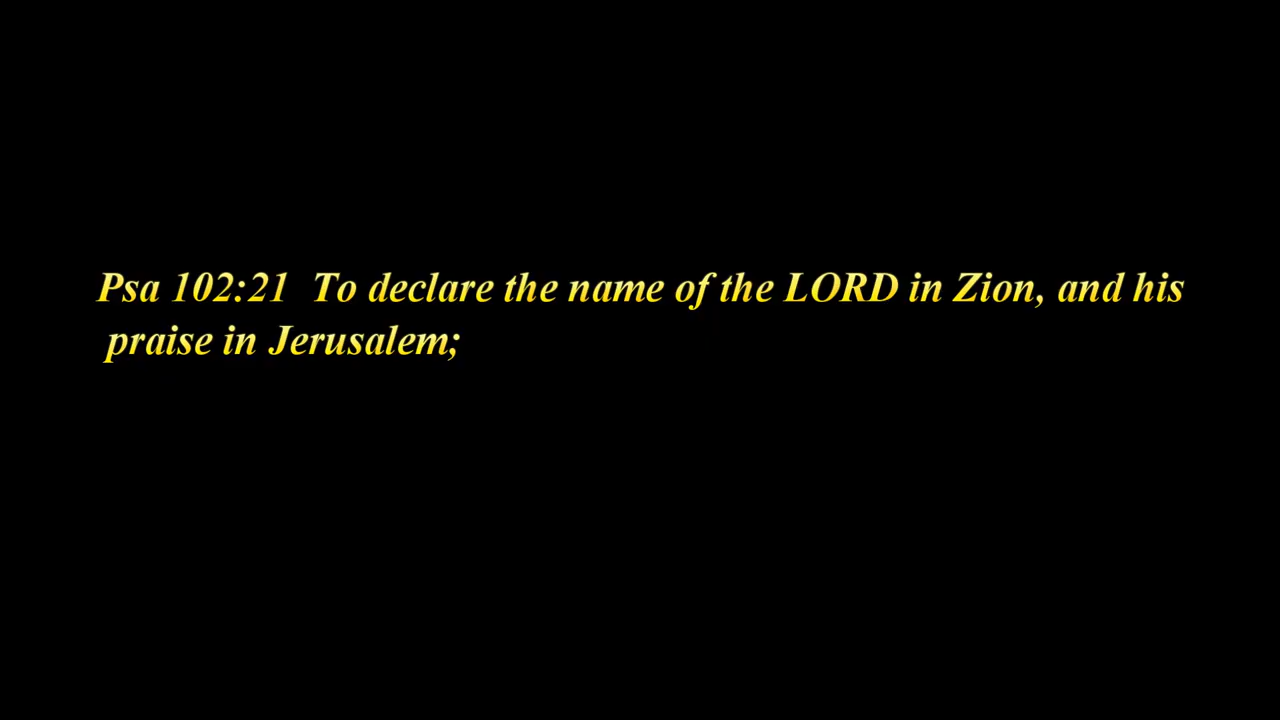 Psa 102:21  To declare the name of the LORD in Zion, and his
praise in Jerusalem;